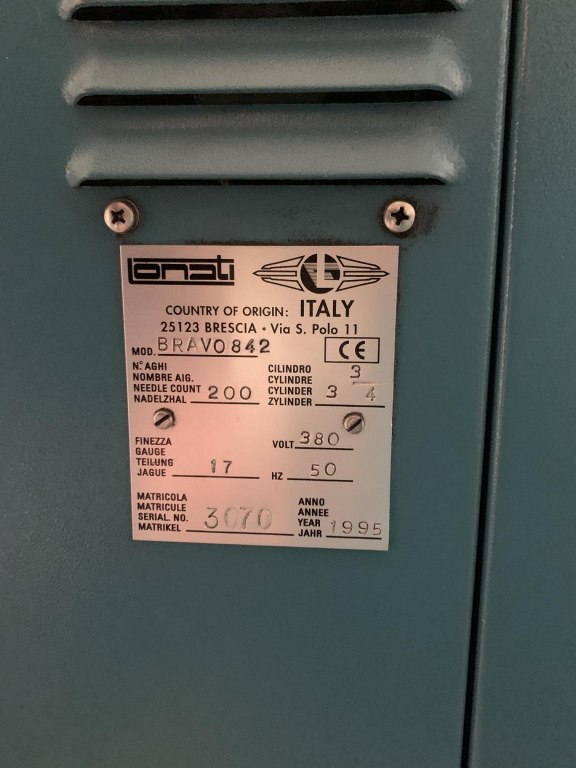 Lonati LG
COUNTRY OF ORIGIN: ITALY
25123 BRESCIA • Via S. Polo 11
MOD. BRAVO842 CE
N.° AGHI
NOMBRE AIG.
NEEDLE COUNT
NADELZHAL 200
CILINDRO
CYLINDRE
CYLINDER
ZYLINDER 3 3/4
FINEZZA
GAUGE
TEILUNG
JAGUE 17
VOLT 380
HZ 50
MATRICOLA
MATRICULE
SERIAL. NO.
MATRIKEL 3070
ANNO
ANNEE
YEAR
JAHR 1995